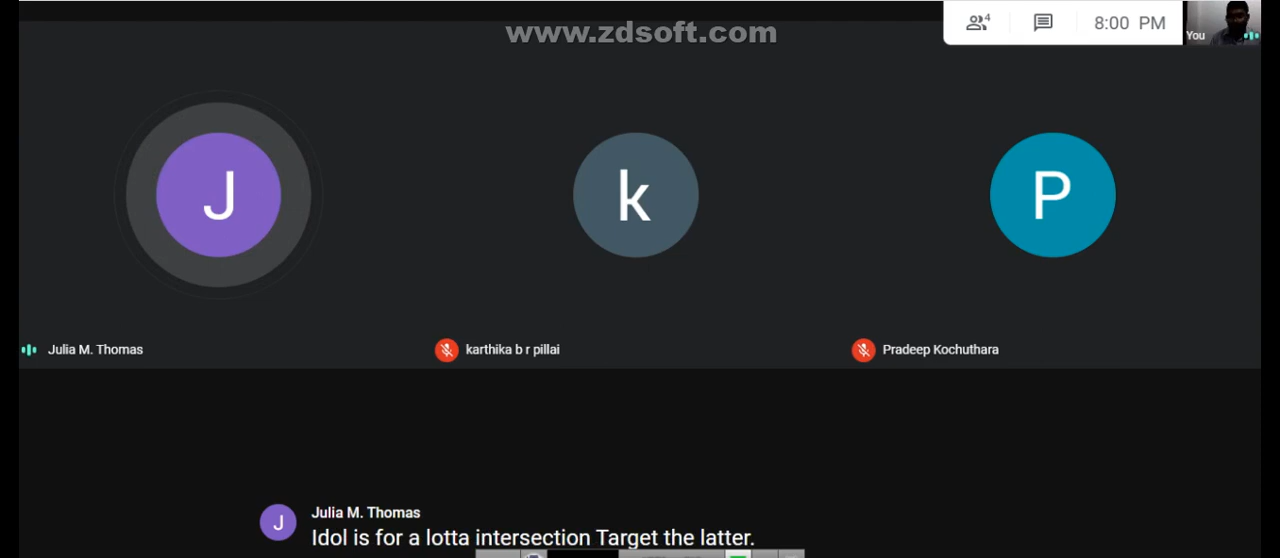 www.zdsoft.com
4
8:00 PM
You
J
k
P
Julia M. Thomas
karthika b r pillai
Pradeep Kochuthara
J
Julia M. Thomas
Idol is for a lotta intersection Target the latter.